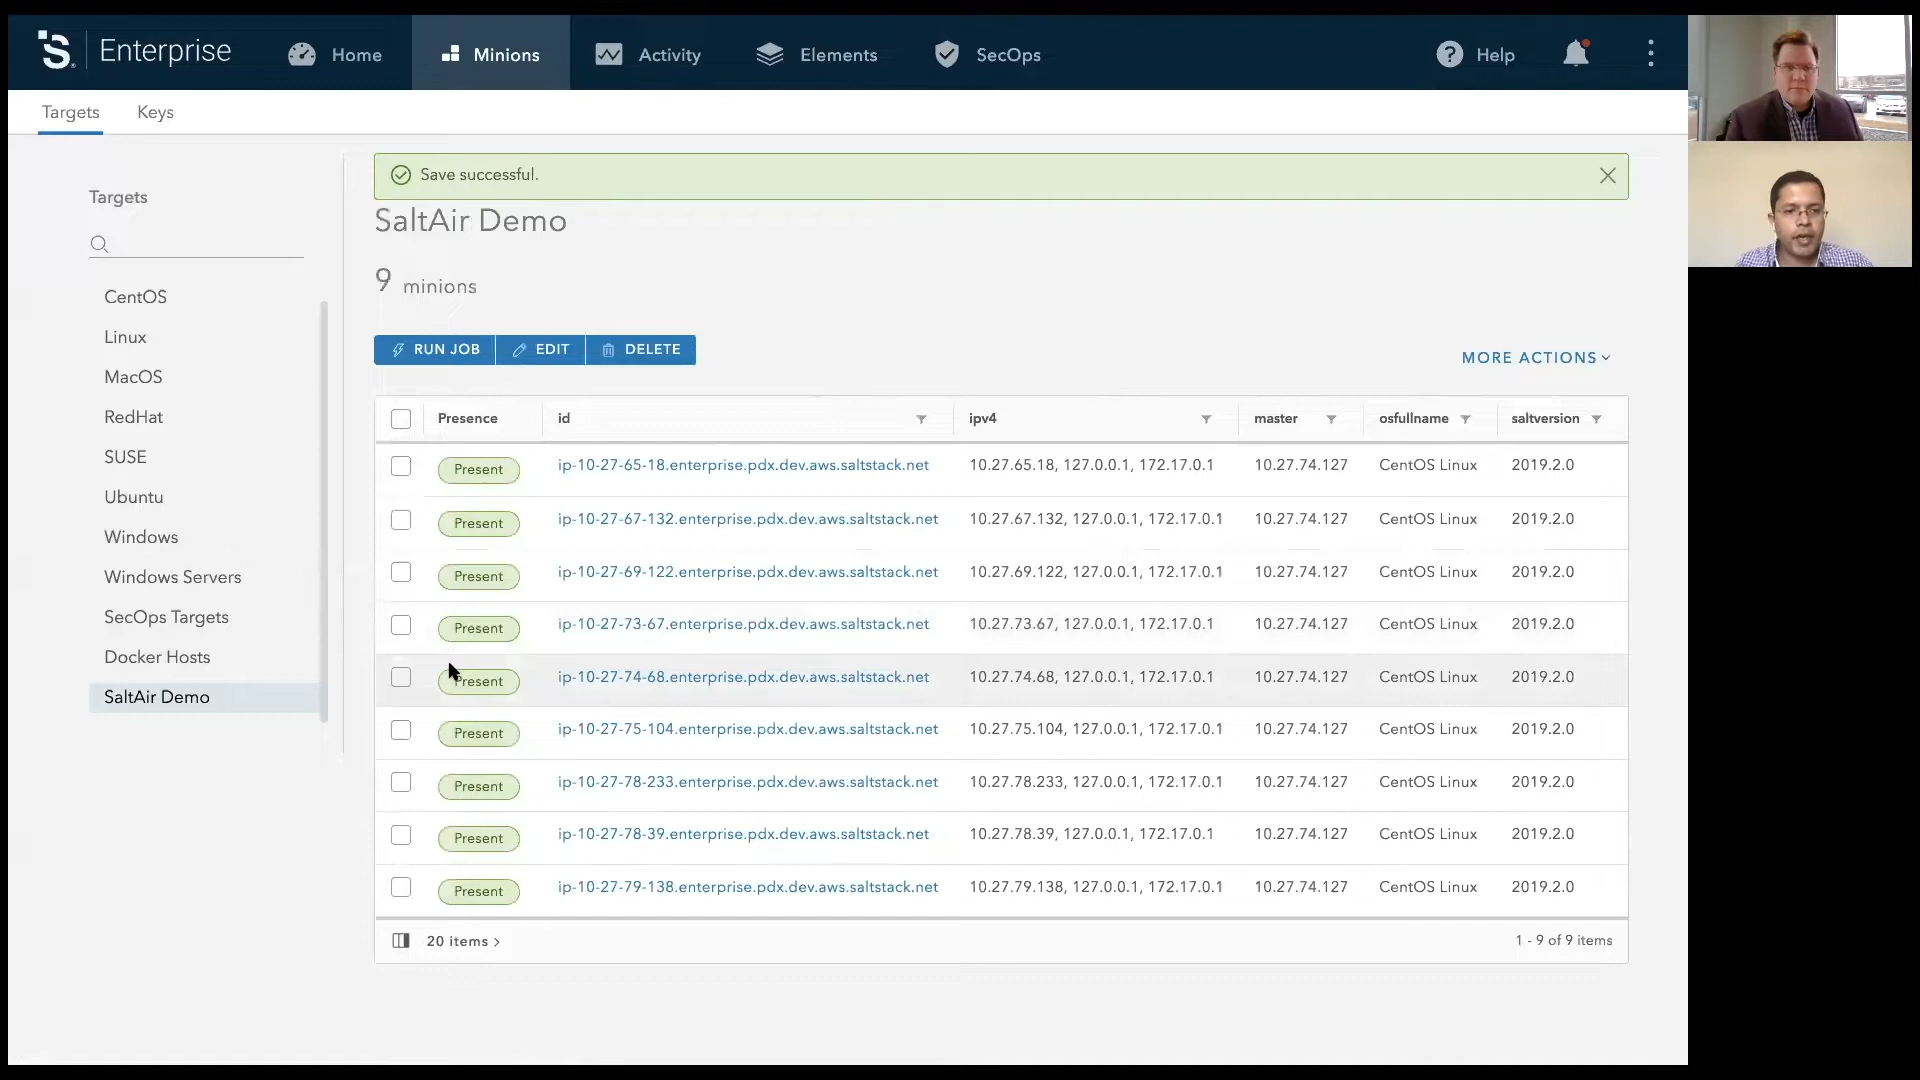 S Enterprise Home Minions Activity Elements SecOps Help
Targets Keys
Targets
CentOS
Linux
MacOS
RedHat
SUSE
Ubuntu
Windows
Windows Servers
SecOps Targets
Docker Hosts
SaltAir Demo
Save successful.
SaltAir Demo
9 minions
RUN JOB EDIT DELETE
MORE ACTIONS
Presence id ipv4 master osfullname saltversion
Present ip-10-27-65-18.enterprise.pdx.dev.aws.saltstack.net 10.27.65.18, 127.0.0.1, 172.17.0.1 10.27.74.127 CentOS Linux 2019.2.0
Present ip-10-27-67-132.enterprise.pdx.dev.aws.saltstack.net 10.27.67.132, 127.0.0.1, 172.17.0.1 10.27.74.127 CentOS Linux 2019.2.0
Present ip-10-27-69-122.enterprise.pdx.dev.aws.saltstack.net 10.27.69.122, 127.0.0.1, 172.17.0.1 10.27.74.127 CentOS Linux 2019.2.0
Present ip-10-27-73-67.enterprise.pdx.dev.aws.saltstack.net 10.27.73.67, 127.0.0.1, 172.17.0.1 10.27.74.127 CentOS Linux 2019.2.0
Present ip-10-27-74-68.enterprise.pdx.dev.aws.saltstack.net 10.27.74.68, 127.0.0.1, 172.17.0.1 10.27.74.127 CentOS Linux 2019.2.0
Present ip-10-27-75-104.enterprise.pdx.dev.aws.saltstack.net 10.27.75.104, 127.0.0.1, 172.17.0.1 10.27.74.127 CentOS Linux 2019.2.0
Present ip-10-27-78-233.enterprise.pdx.dev.aws.saltstack.net 10.27.78.233, 127.0.0.1, 172.17.0.1 10.27.74.127 CentOS Linux 2019.2.0
Present ip-10-27-78-39.enterprise.pdx.dev.aws.saltstack.net 10.27.78.39, 127.0.0.1, 172.17.0.1 10.27.74.127 CentOS Linux 2019.2.0
Present ip-10-27-79-138.enterprise.pdx.dev.aws.saltstack.net 10.27.79.138, 127.0.0.1, 172.17.0.1 10.27.74.127 CentOS Linux 2019.2.0
20 items 1 - 9 of 9 items